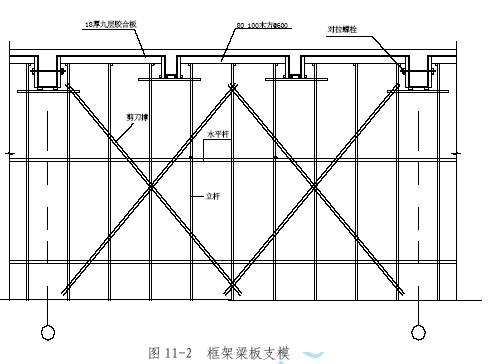 18厚九层胶合板
80 100木方@600
对拉螺栓
剪刀撑
水平杆
立杆
图 11-2 框架梁板支模